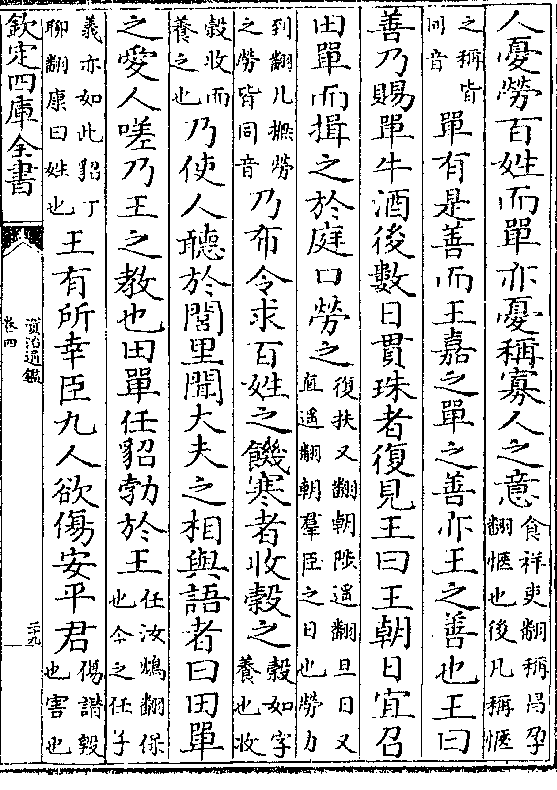 人憂勞百姓而單亦憂稱寡人之意食祥吏翻稱昌孕翻愜也後凡稱愜
之稱皆同音單有是善而王嘉之單之善亦王之善也王曰
善乃賜單牛酒後數日貫珠者復見王曰王朝日宜召
田單而揖之於庭口勞之復扶又翻朝陟遥翻旦日又直遥翻朝羣臣之日也勞力
到翻凡慰勞之勞皆同音乃布令求百姓之饑寒者收糓之糓如字養也收
糓收而養之也乃使人聽於閭里聞大夫之相與語者曰田單
之愛人嗟乃王之教也田單任貂勃於王任汝鴆翻保也今之任子
義亦如此貂丁聊翻康曰姓也王有所幸臣九人欲傷安平君傷譖毀也害也
欽定四庫全書
資治通鑑
卷四
二十九